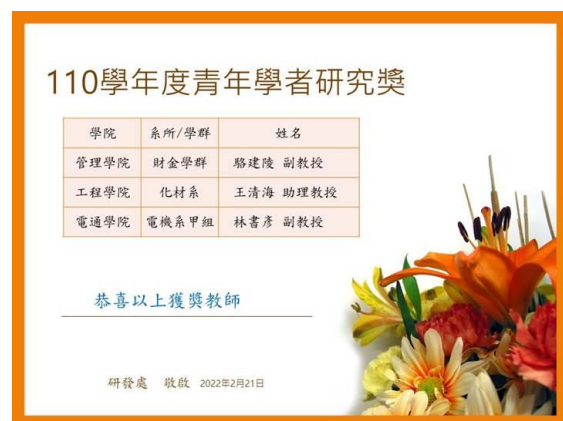 110學年度青年學者研究獎
學院 系所/學群 姓名
管理學院 財金學群 駱建陵 副教授
工程學院 化材系 王清海 助理教授
電通學院 電機系甲組 林書彥 副教授
恭喜以上獲獎教師
研發處 敬啟 2022年2月21日